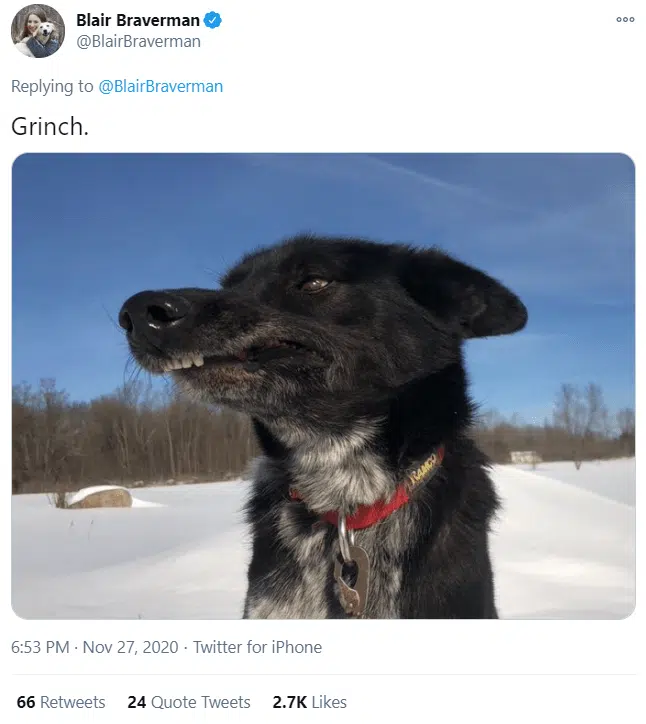 Blair Braverman
@BlairBraverman
Replying to @BlairBraverman
Grinch.
RAMCO
6:53 PM · Nov 27, 2020 · Twitter for iPhone
66 Retweets 24 Quote Tweets 2.7K Likes